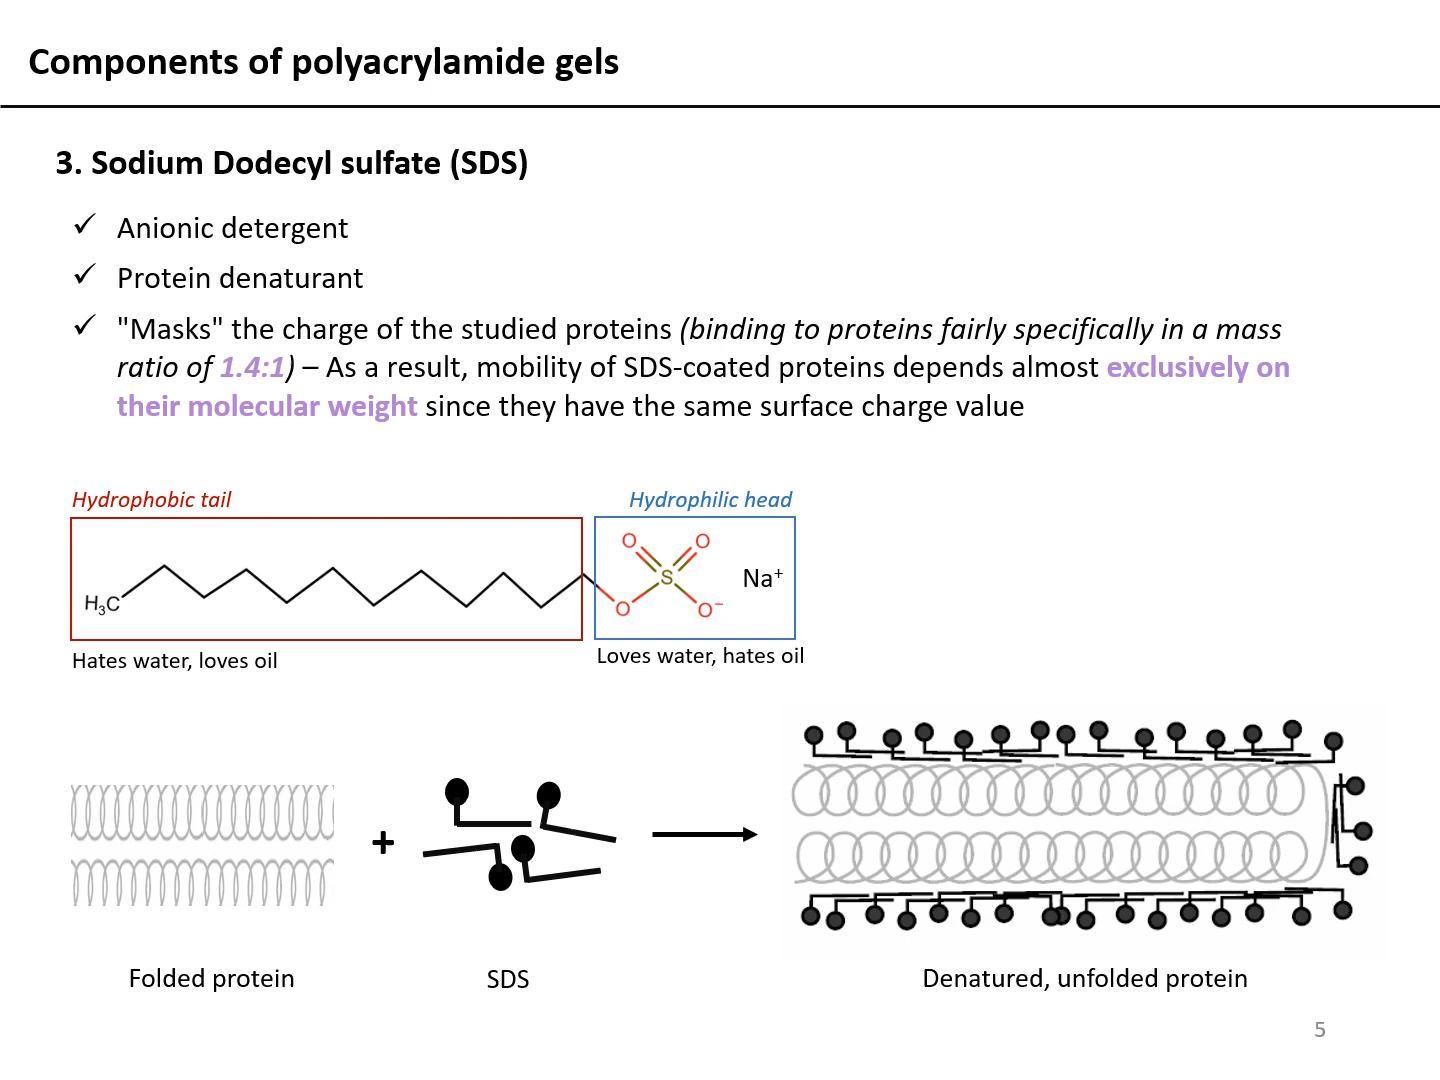 Components of polyacrylamide gels
3. Sodium Dodecyl sulfate (SDS)
✓ Anionic detergent
✓ Protein denaturant
✓ "Masks" the charge of the studied proteins (binding to proteins fairly specifically in a mass
ratio of 1.4:1) – As a result, mobility of SDS-coated proteins depends almost exclusively on
their molecular weight since they have the same surface charge value
Hydrophobic tail
Hydrophilic head
O O
S
Na⁺
H₃C
O O⁻
Hates water, loves oil
Loves water, hates oil
+
Folded protein
SDS
Denatured, unfolded protein
5